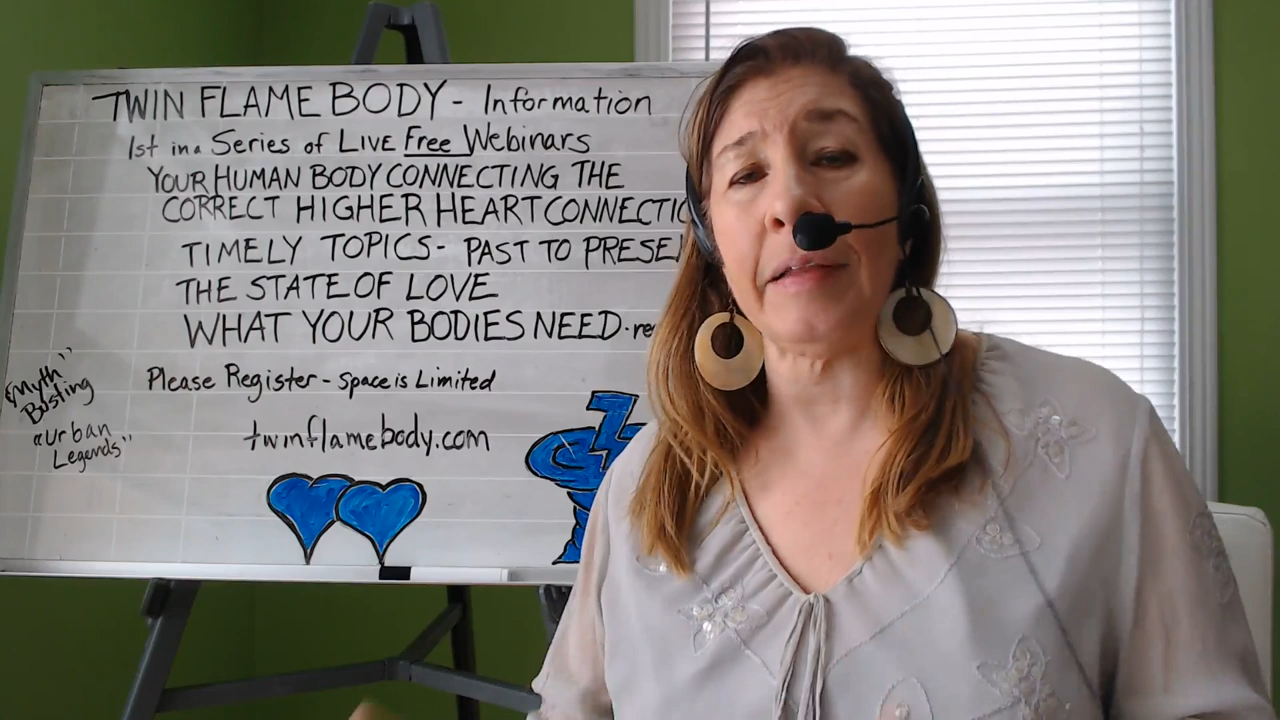 TWIN FLAME BODY - Information
1st in a Series of LIVE Free Webinars
YOUR HUMAN BODY CONNECTING THE
CORRECT HIGHER HEART CONNECTIO
TIMELY TOPICS - PAST TO PRESE
THE STATE OF LOVE
WHAT YOUR BODIES NEED · re
Please Register - Space is Limited
"Myth"
Busting
"Urban
Legends"
twinflamebody.com